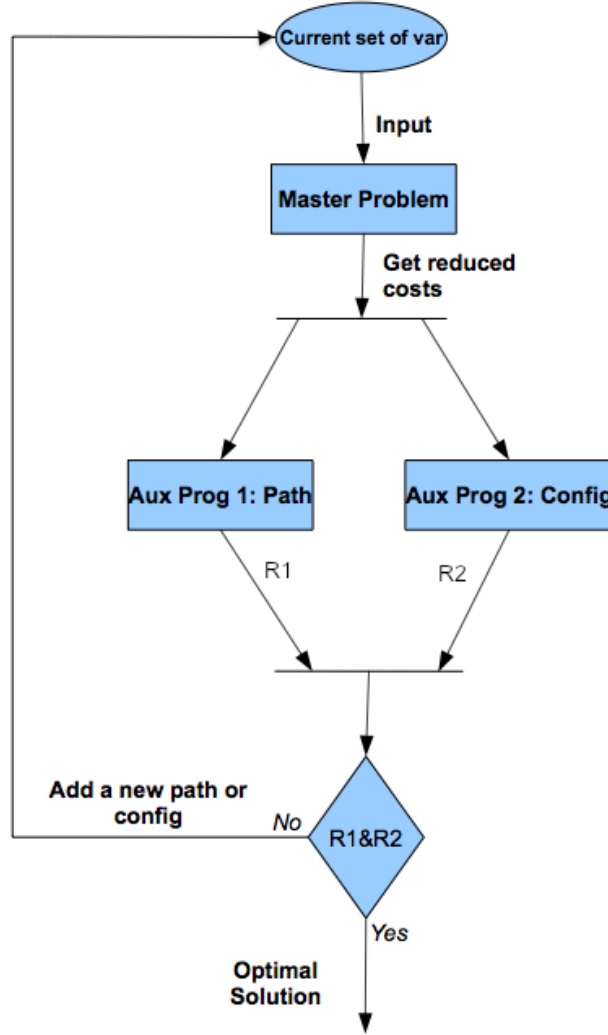 Current set of var
Input
Master Problem
Get reduced
costs
Aux Prog 1: Path
Aux Prog 2: Config
R1
R2
Add a new path or
config
No
R1&R2
Yes
Optimal
Solution